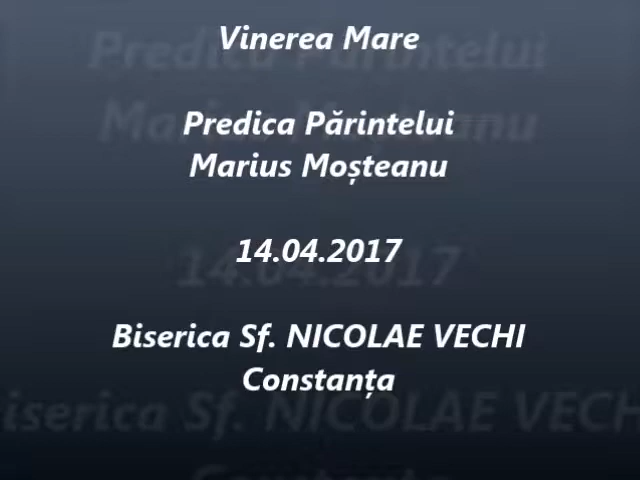 Vinerea Mare
Predica Părintelui
Marius Moșteanu
14.04.2017
Biserica Sf. NICOLAE VECHI
Constanța